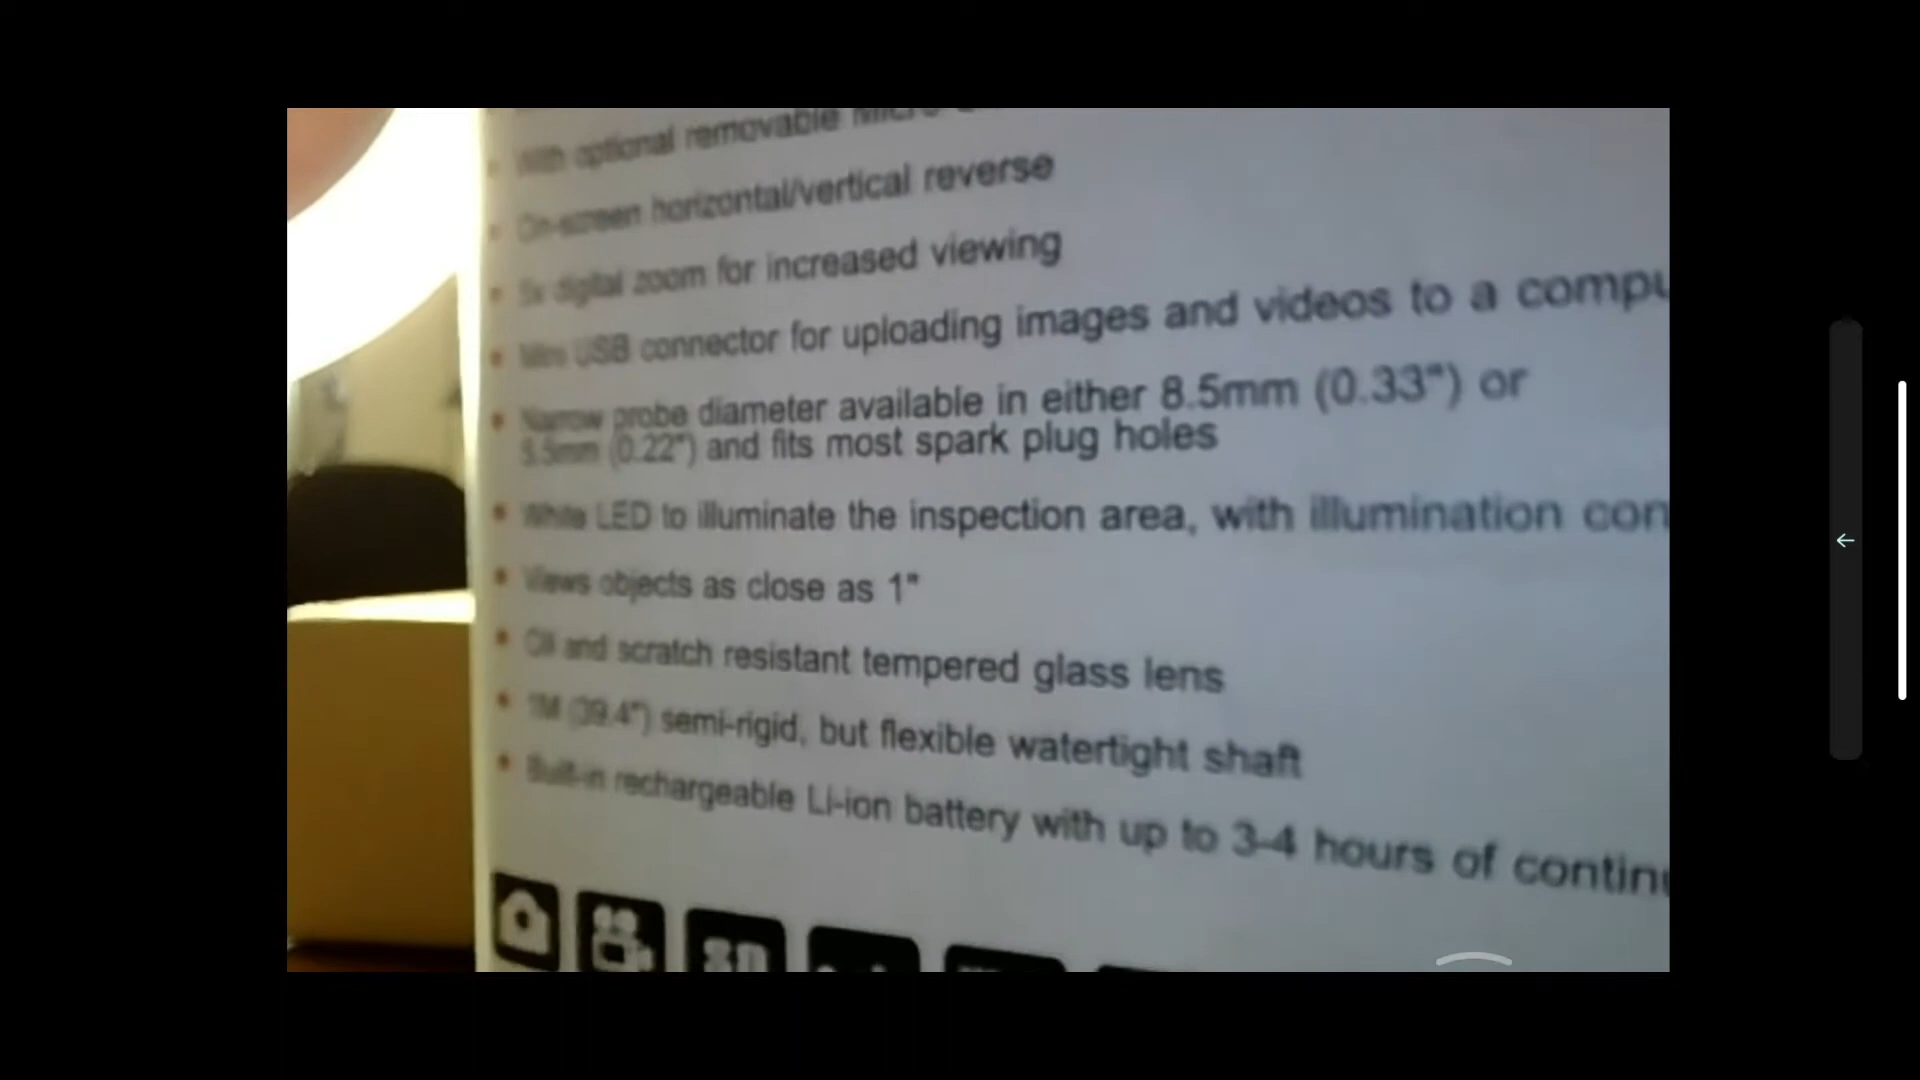 With optional removable Micro
• On-screen horizontal/vertical reverse
• 5x digital zoom for increased viewing
• Mini USB connector for uploading images and videos to a compu
• Narrow probe diameter available in either 8.5mm (0.33") or
5.5mm (0.22") and fits most spark plug holes
• White LED to illuminate the inspection area, with illumination con
• Views objects as close as 1"
• Oil and scratch resistant tempered glass lens
• 1M (39.4") semi-rigid, but flexible watertight shaft
• Built-in rechargeable Li-ion battery with up to 3-4 hours of continu